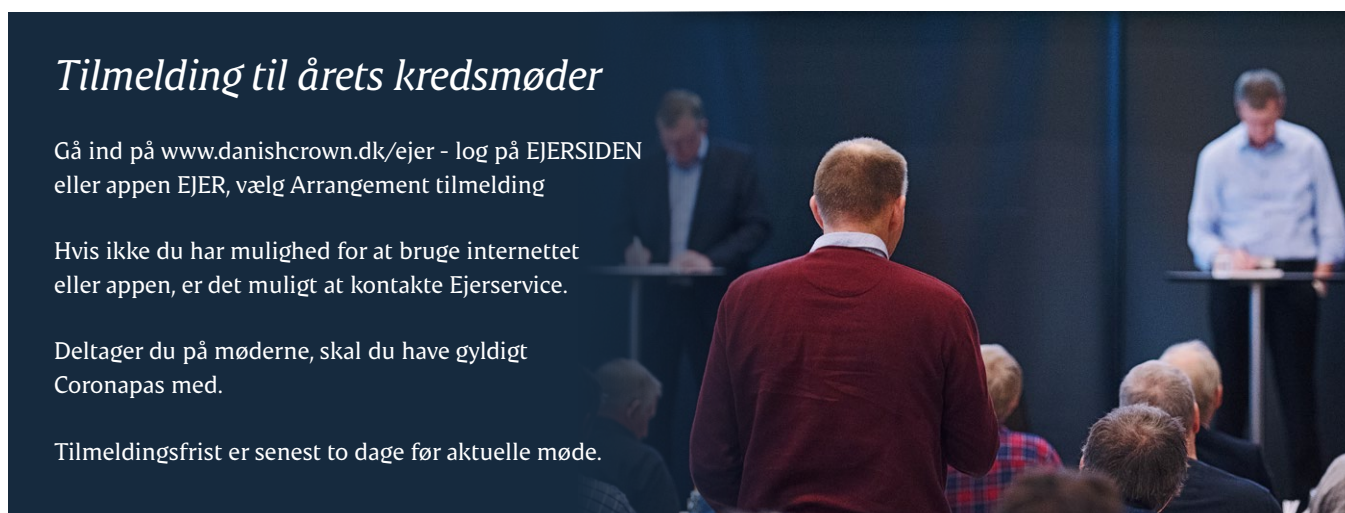 Tilmelding til årets kredsmøder
Gå ind på www.danishcrown.dk/ejer - log på EJERSIDEN
eller appen EJER, vælg Arrangement tilmelding
Hvis ikke du har mulighed for at bruge internettet
eller appen, er det muligt at kontakte Ejerservice.
Deltager du på møderne, skal du have gyldigt
Coronapas med.
Tilmeldingsfrist er senest to dage før aktuelle møde.